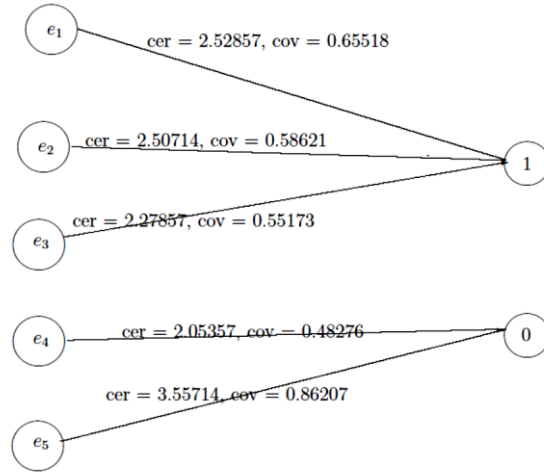 e₁
cer = 2.52857, cov = 0.65518
e₂
cer = 2.50714, cov = 0.58621
1
e₃
cer = 2.27857, cov = 0.55173
e₄
cer = 2.05357, cov = 0.48276
0
cer = 3.55714, cov = 0.86207
e₅